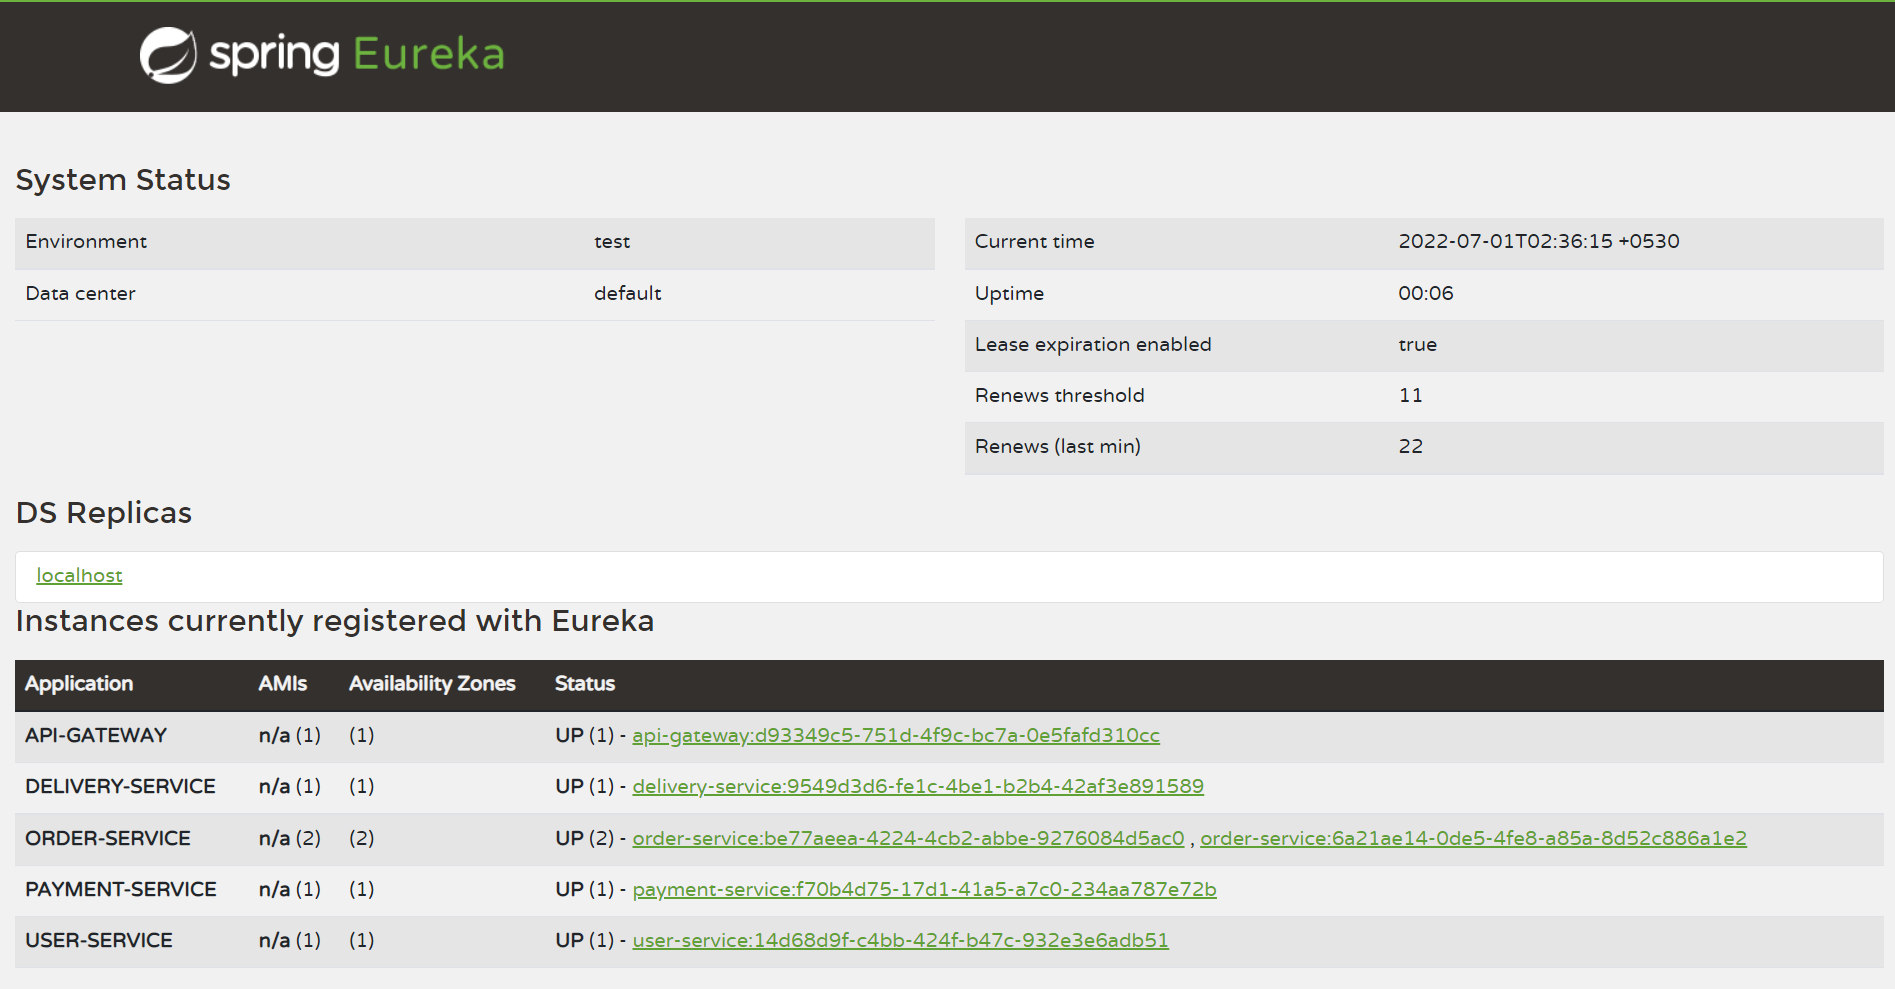 spring Eureka
System Status
Environment test
Data center default
Current time 2022-07-01T02:36:15 +0530
Uptime 00:06
Lease expiration enabled true
Renews threshold 11
Renews (last min) 22
DS Replicas
localhost
Instances currently registered with Eureka
Application AMIs Availability Zones Status
API-GATEWAY n/a (1) (1) UP (1) - api-gateway:d93349c5-751d-4f9c-bc7a-0e5fafd310cc
DELIVERY-SERVICE n/a (1) (1) UP (1) - delivery-service:9549d3d6-fe1c-4be1-b2b4-42af3e891589
ORDER-SERVICE n/a (2) (2) UP (2) - order-service:be77aeea-4224-4cb2-abbe-9276084d5ac0 , order-service:6a21ae14-0de5-4fe8-a85a-8d52c886a1e2
PAYMENT-SERVICE n/a (1) (1) UP (1) - payment-service:f70b4d75-17d1-41a5-a7c0-234aa787e72b
USER-SERVICE n/a (1) (1) UP (1) - user-service:14d68d9f-c4bb-424f-b47c-932e3e6adb51